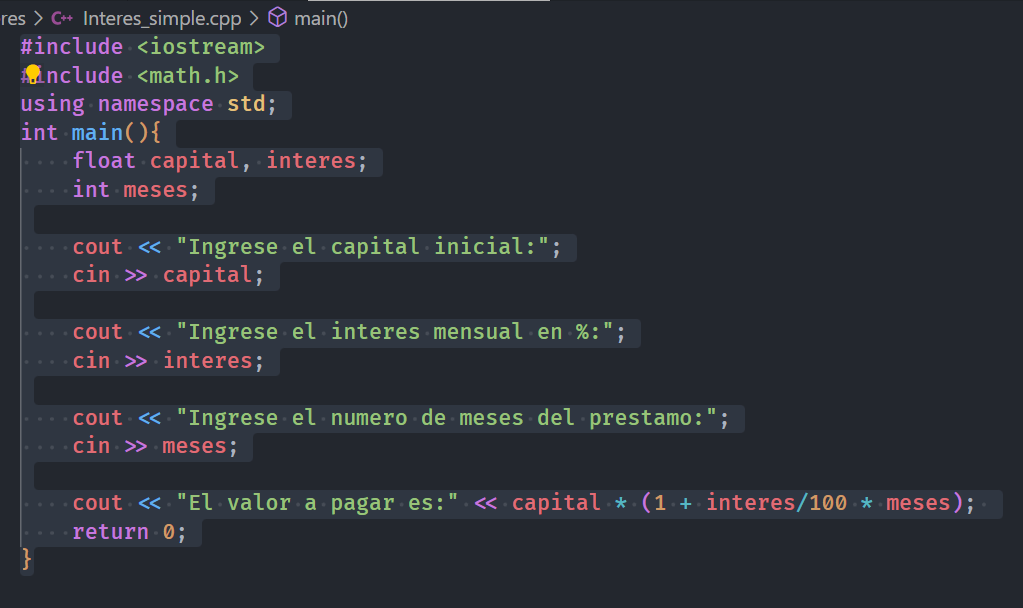 res > C++ Interes_simple.cpp > main()
#include <iostream>
#include <math.h>
using namespace std;
int main(){
    float capital, interes;
    int meses;
    cout << "Ingrese el capital inicial:";
    cin >> capital;
    cout << "Ingrese el interes mensual en %:";
    cin >> interes;
    cout << "Ingrese el numero de meses del prestamo:";
    cin >> meses;
    cout << "El valor a pagar es:" << capital * (1 + interes/100 * meses);
    return 0;
}